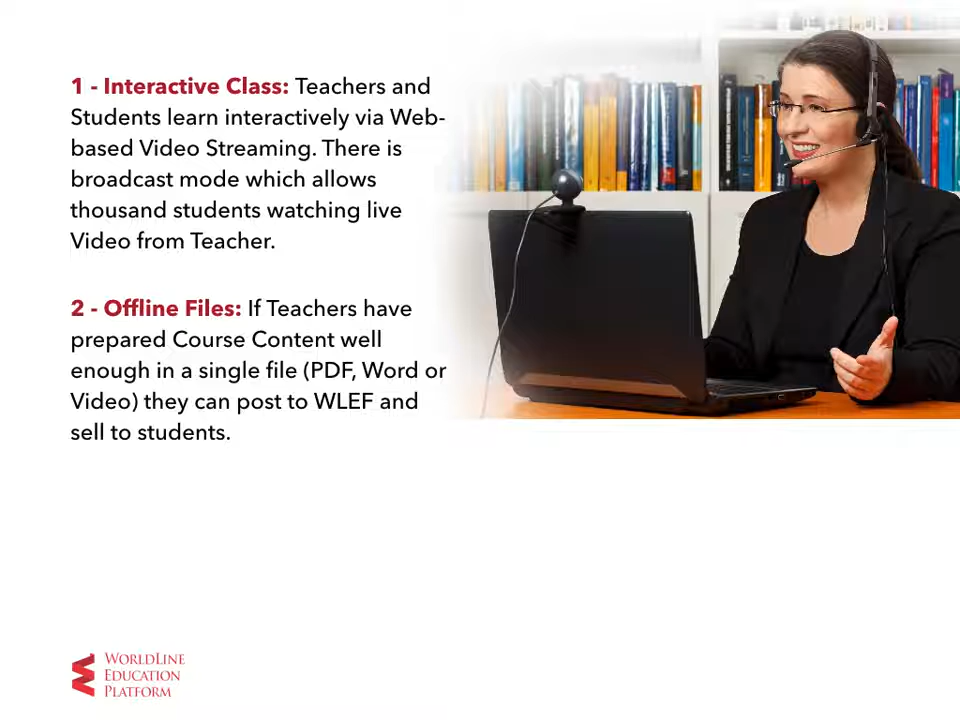 1 - Interactive Class: Teachers and
Students learn interactively via Web-
based Video Streaming. There is
broadcast mode which allows
thousand students watching live
Video from Teacher.
2 - Offline Files: If Teachers have
prepared Course Content well
enough in a single file (PDF, Word or
Video) they can post to WLEF and
sell to students.
WORLDLINE
EDUCATION
PLATFORM